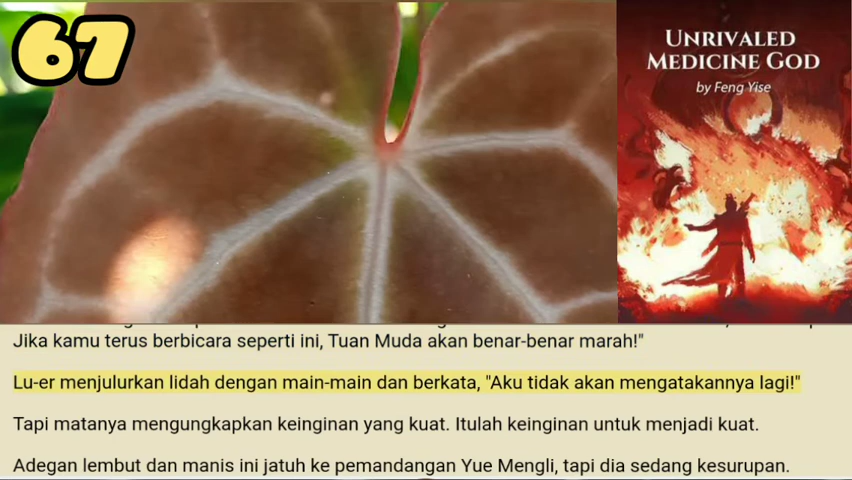 67
UNRIVALED
MEDICINE GOD
by Feng Yise
Jika kamu terus berbicara seperti ini, Tuan Muda akan benar-benar marah!"
Lu-er menjulurkan lidah dengan main-main dan berkata, "Aku tidak akan mengatakannya lagi!"
Tapi matanya mengungkapkan keinginan yang kuat. Itulah keinginan untuk menjadi kuat.
Adegan lembut dan manis ini jatuh ke pemandangan Yue Mengli, tapi dia sedang kesurupan.